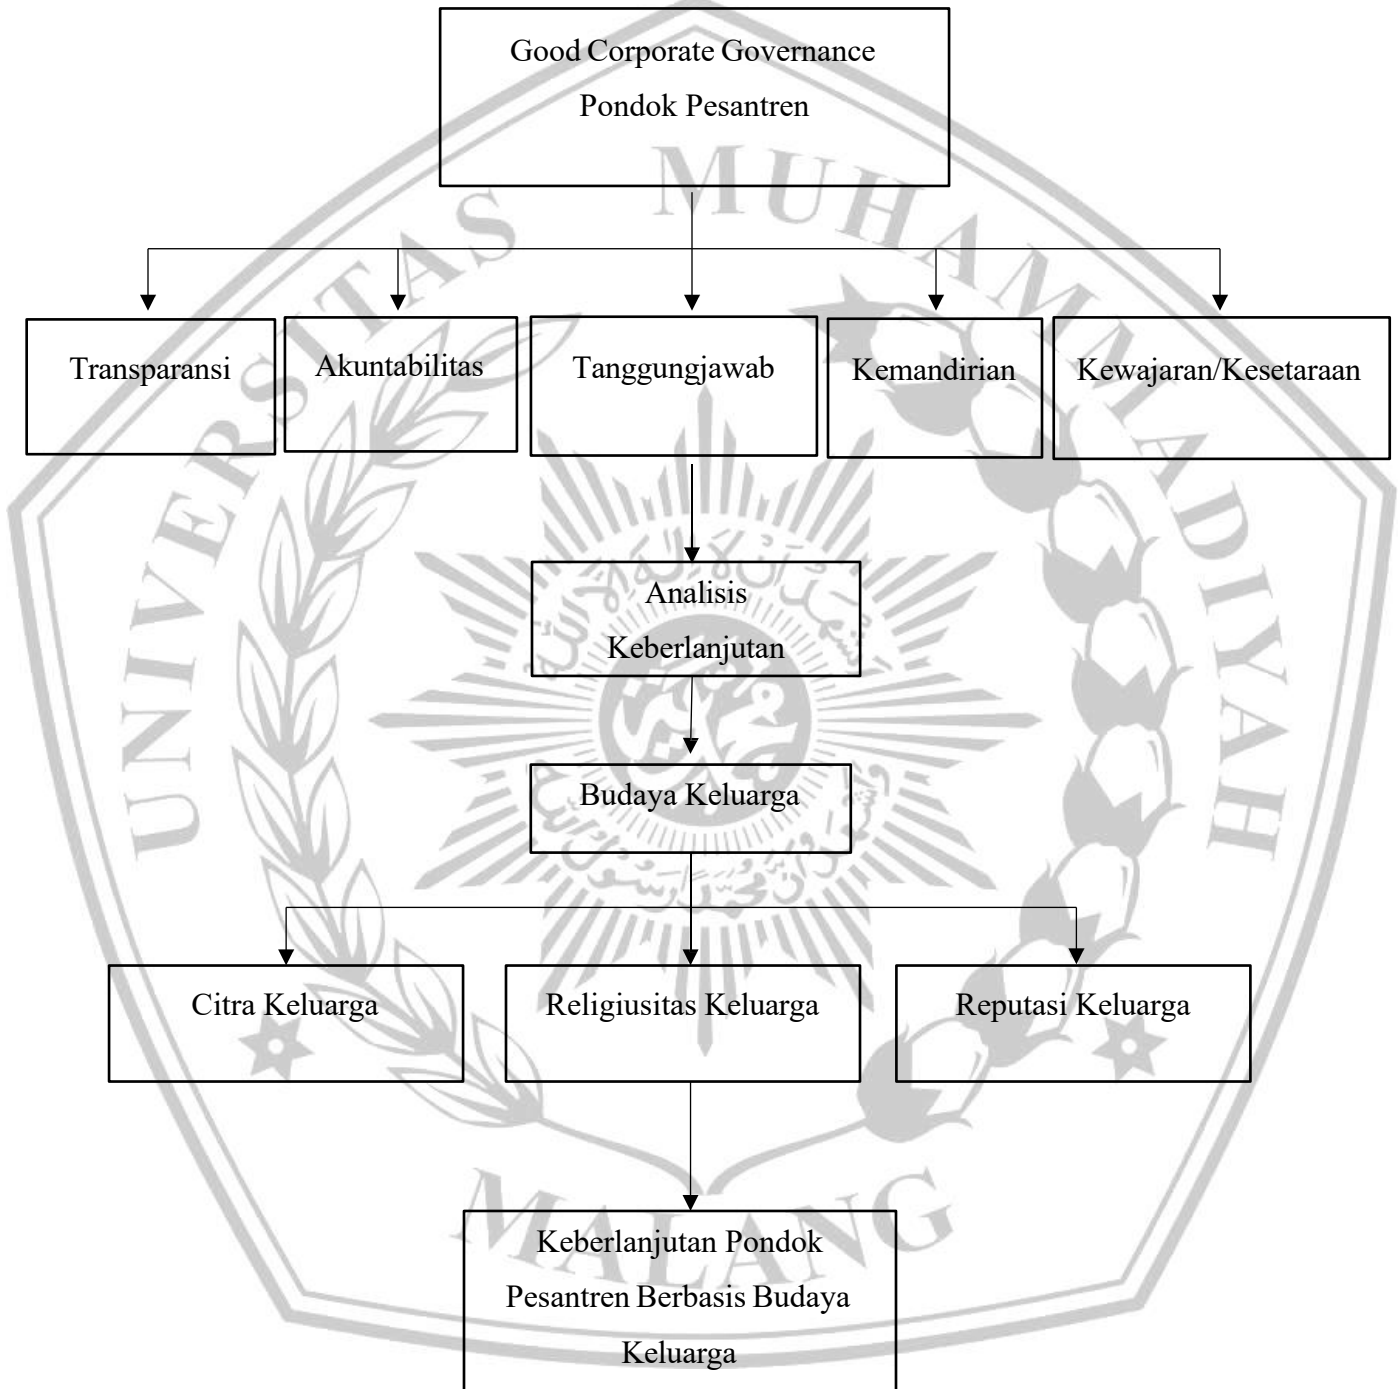 Good Corporate Governance
Pondok Pesantren
UNIVERSITAS MUHAMMADIYAH
Transparansi
Akuntabilitas
Tanggungjawab
Kemandirian
Kewajaran/Kesetaraan
Analisis
Keberlanjutan
Budaya Keluarga
Citra Keluarga
Religiusitas Keluarga
Reputasi Keluarga
MALANG
Keberlanjutan Pondok
Pesantren Berbasis Budaya
Keluarga